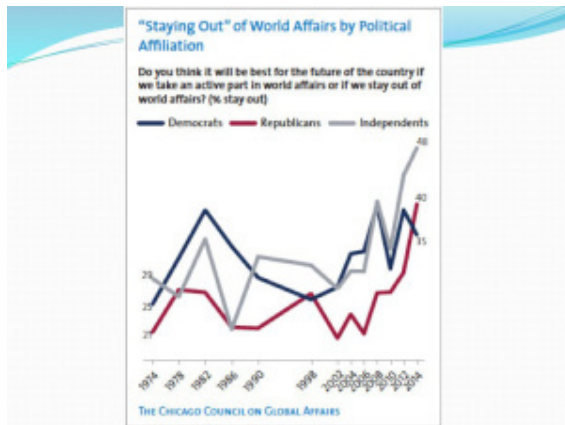 "Staying Out" of World Affairs by Political
Affiliation
Do you think it will be best for the future of the country if
we take an active part in world affairs or if we stay out of
world affairs? (% stay out)
Democrats Republicans Independents
48
40
35
29
25
21
1974 1978 1982 1986 1990 1998 2002 2004 2006 2008 2010 2012 2014
THE CHICAGO COUNCIL ON GLOBAL AFFAIRS